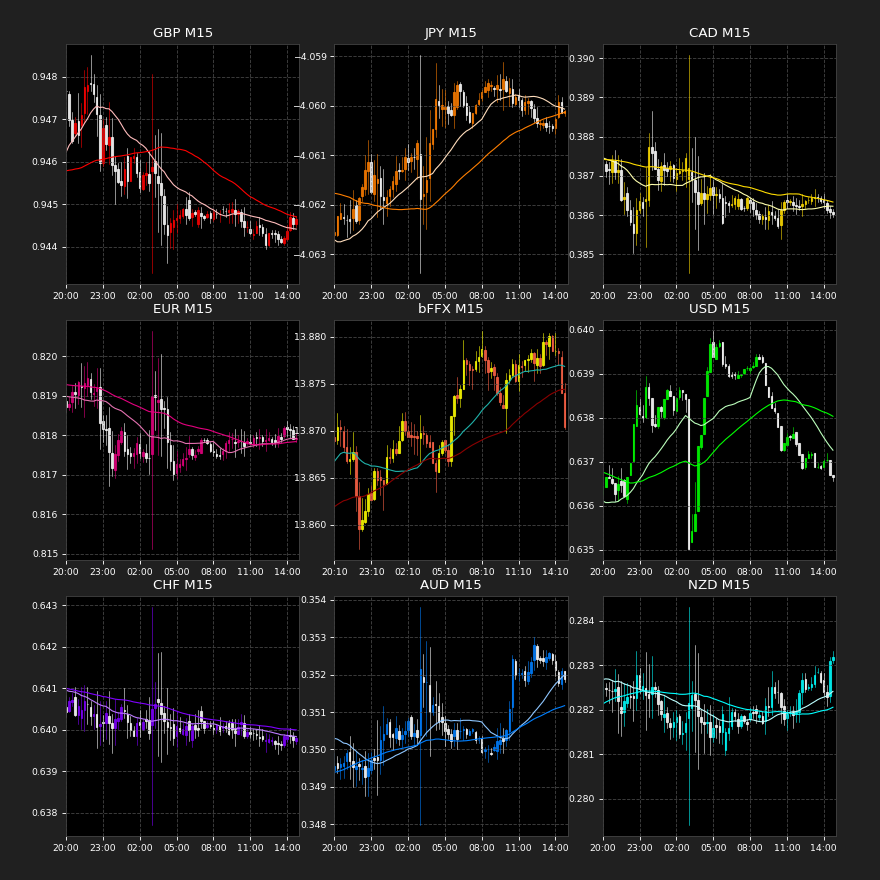 GBP M15
0.948
0.947
0.946
0.945
0.944
20:00 23:00 02:00 05:00 08:00 11:00 14:00
JPY M15
−4.059
−4.060
−4.061
−4.062
−4.063
20:00 23:00 02:00 05:00 08:00 11:00 14:00
CAD M15
0.390
0.389
0.388
0.387
0.386
0.385
20:00 23:00 02:00 05:00 08:00 11:00 14:00
EUR M15
0.820
0.819
0.818
0.817
0.816
0.815
20:00 23:00 02:00 05:00 08:00 11:00 14:00
bFFX M15
13.880
13.875
13.870
13.865
13.860
20:10 23:10 02:10 05:10 08:10 11:10 14:10
USD M15
0.640
0.639
0.638
0.637
0.636
0.635
20:00 23:00 02:00 05:00 08:00 11:00 14:00
CHF M15
0.643
0.642
0.641
0.640
0.639
0.638
20:00 23:00 02:00 05:00 08:00 11:00 14:00
AUD M15
0.354
0.353
0.352
0.351
0.350
0.349
0.348
20:00 23:00 02:00 05:00 08:00 11:00 14:00
NZD M15
0.284
0.283
0.282
0.281
0.280
20:00 23:00 02:00 05:00 08:00 11:00 14:00